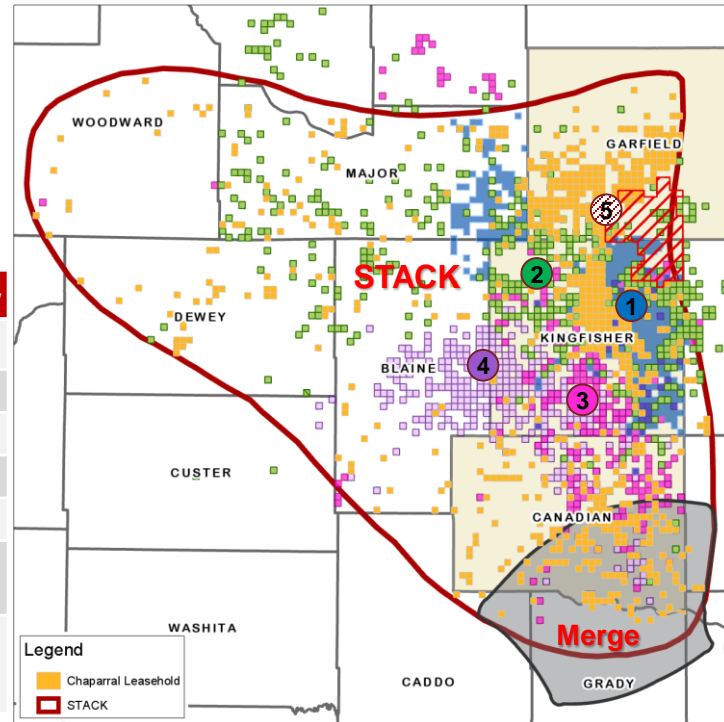 WOODWARD
GARFIELD
MAJOR
5
STACK
2
DEWEY
1
KINGFISHER
BLAINE
4
3
CUSTER
CANADIAN
WASHITA
Merge
CADDO
GRADY
Legend
Chaparral Leasehold
STACK